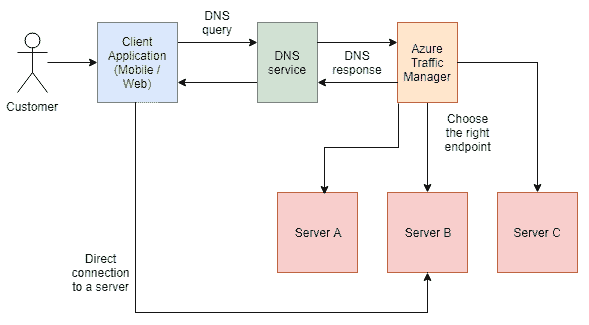 DNS
query
Client
Application
(Mobile /
Web)
DNS
service
DNS
response
Azure
Traffic
Manager
Customer
Choose
the right
endpoint
Server A
Server B
Server C
Direct
connection
to a server